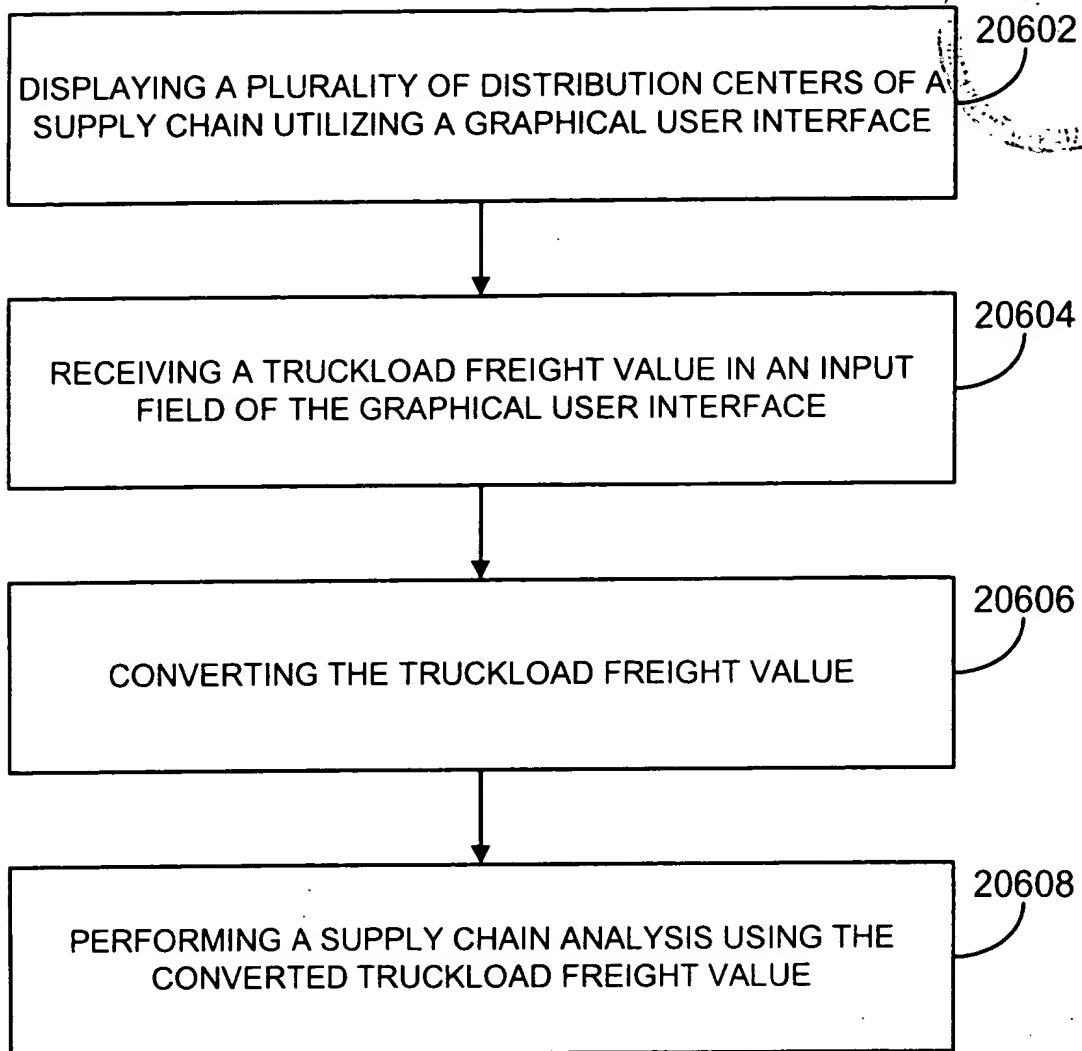 20602
DISPLAYING A PLURALITY OF DISTRIBUTION CENTERS OF A
SUPPLY CHAIN UTILIZING A GRAPHICAL USER INTERFACE
20604
RECEIVING A TRUCKLOAD FREIGHT VALUE IN AN INPUT
FIELD OF THE GRAPHICAL USER INTERFACE
20606
CONVERTING THE TRUCKLOAD FREIGHT VALUE
20608
PERFORMING A SUPPLY CHAIN ANALYSIS USING THE
CONVERTED TRUCKLOAD FREIGHT VALUE